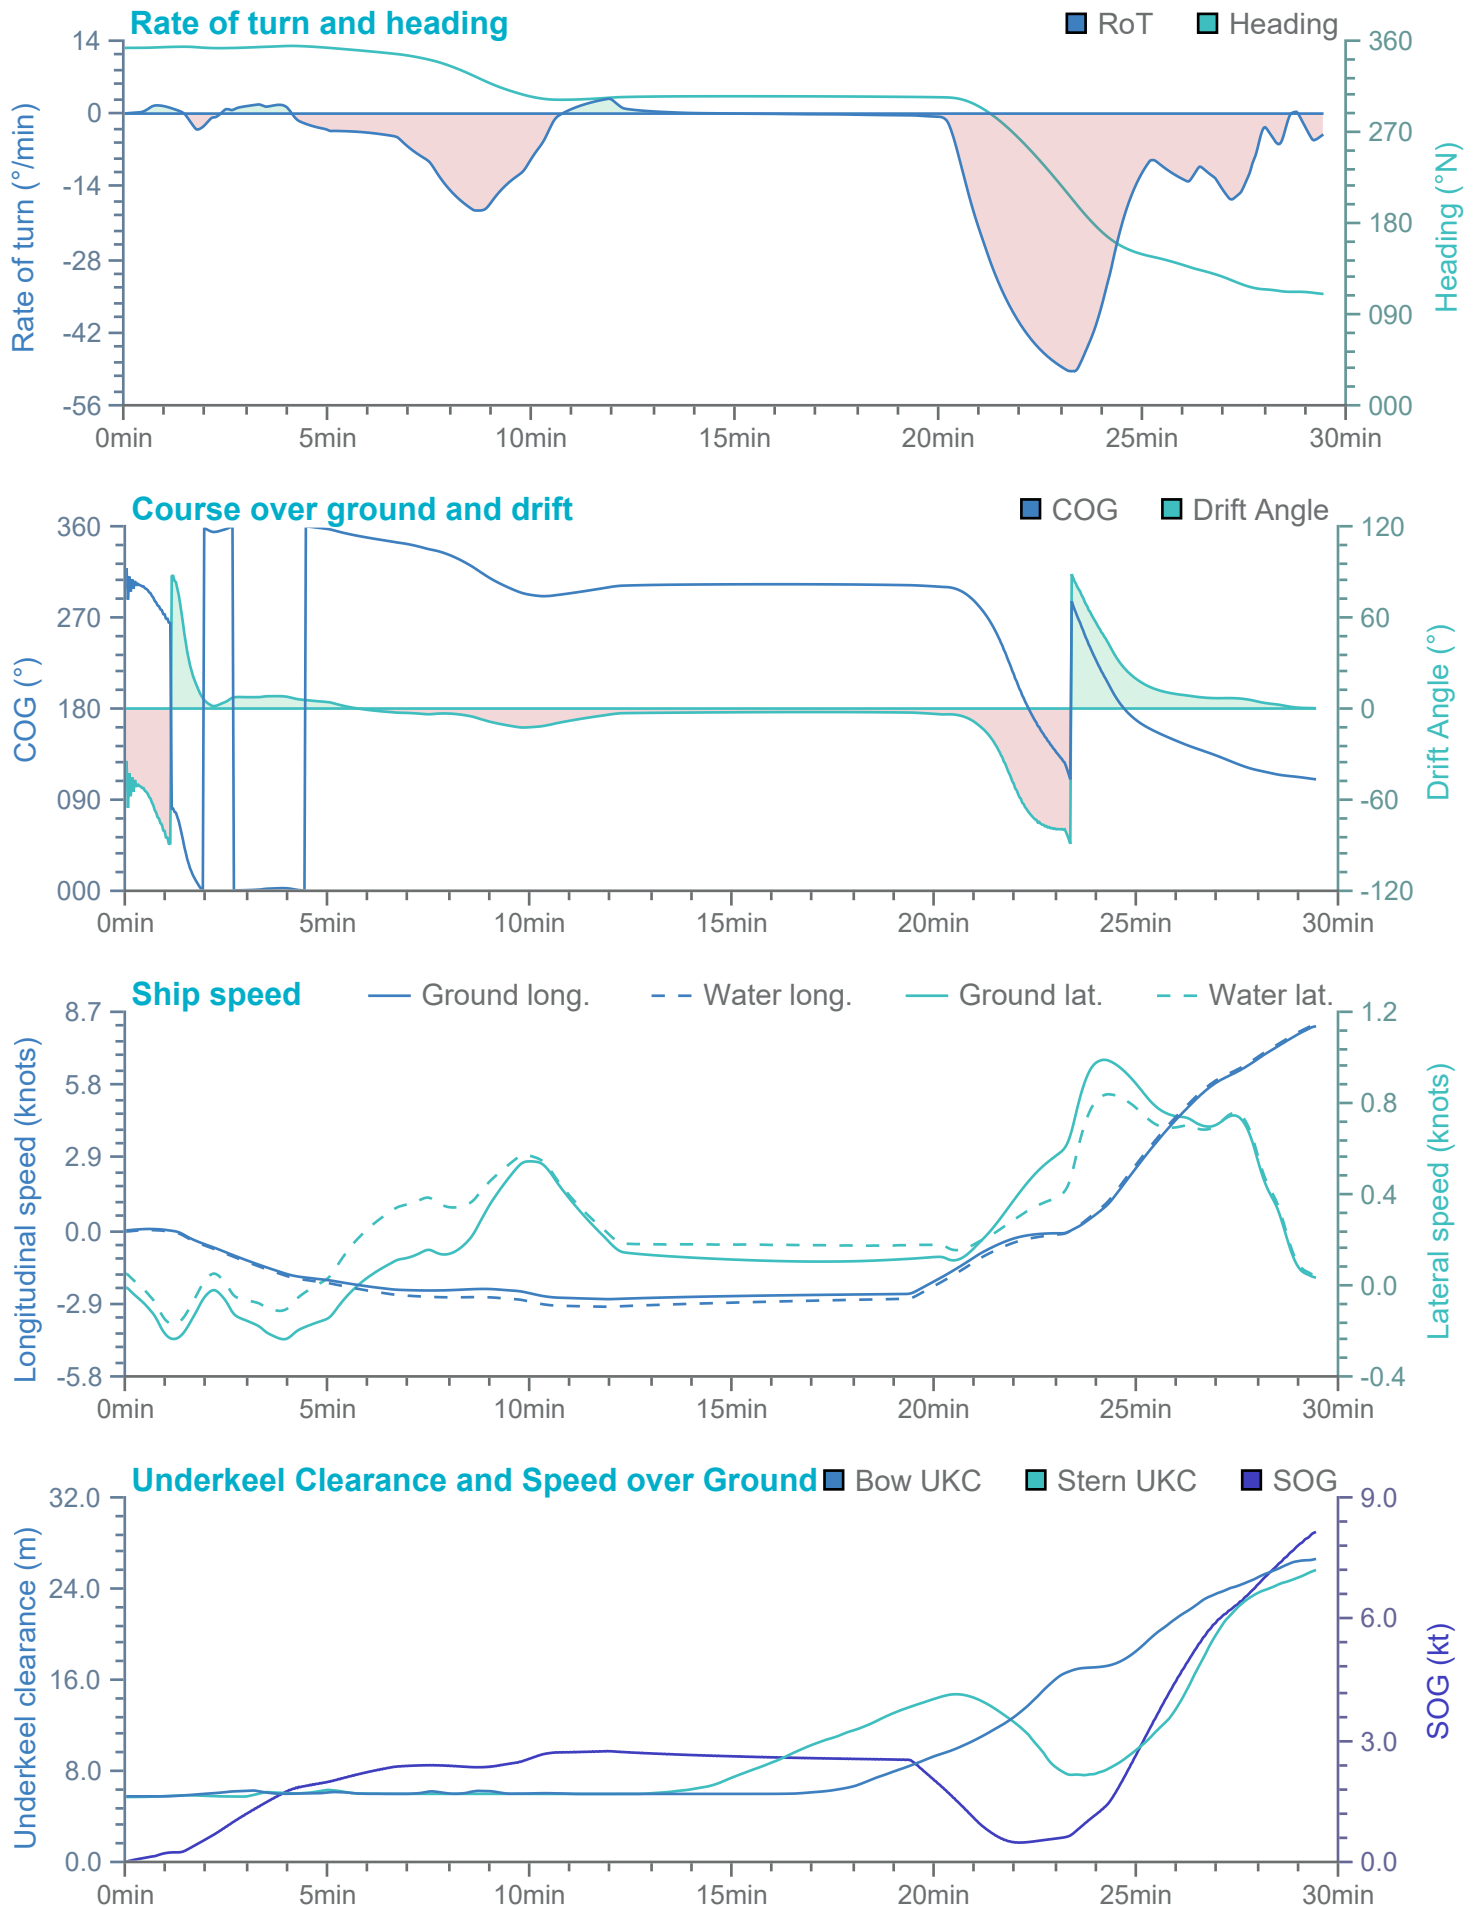 Rate of turn and heading RoT Heading
14 360
0 270
-14 180
-28 090
-42 000
-56
Rate of turn (°/min)
Heading (°N)
0min 5min 10min 15min 20min 25min 30min
Course over ground and drift COG Drift Angle
360 120
270 60
180 0
090 -60
000 -120
COG (°)
Drift Angle (°)
0min 5min 10min 15min 20min 25min 30min
Ship speed Ground long. Water long. Ground lat. Water lat.
8.7 1.2
5.8 0.8
2.9 0.4
0.0 0.0
-2.9 -0.4
-5.8
Longitudinal speed (knots)
Lateral speed (knots)
0min 5min 10min 15min 20min 25min 30min
Underkeel Clearance and Speed over Ground Bow UKC Stern UKC SOG
32.0 9.0
24.0 6.0
16.0 3.0
8.0 0.0
0.0
Underkeel clearance (m)
SOG (kt)
0min 5min 10min 15min 20min 25min 30min